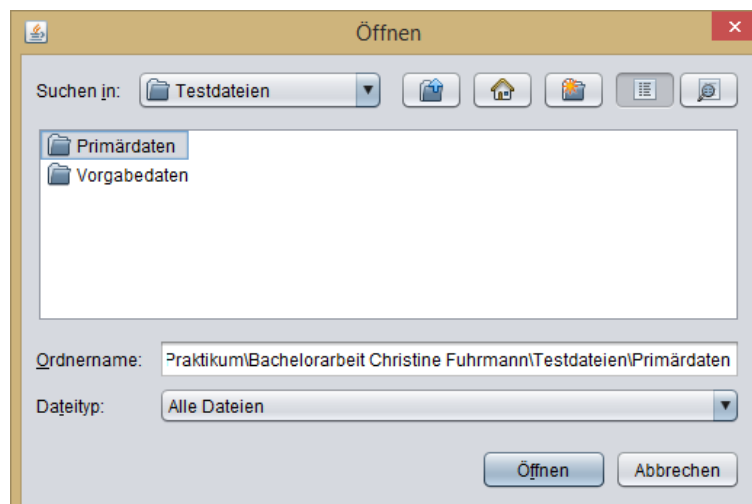 Öffnen
Suchen in: Testdateien
Primärdaten
Vorgabedaten
Ordnername: Praktikum\Bachelorarbeit Christine Fuhrmann\Testdateien\Primärdaten
Dateityp: Alle Dateien
Öffnen Abbrechen